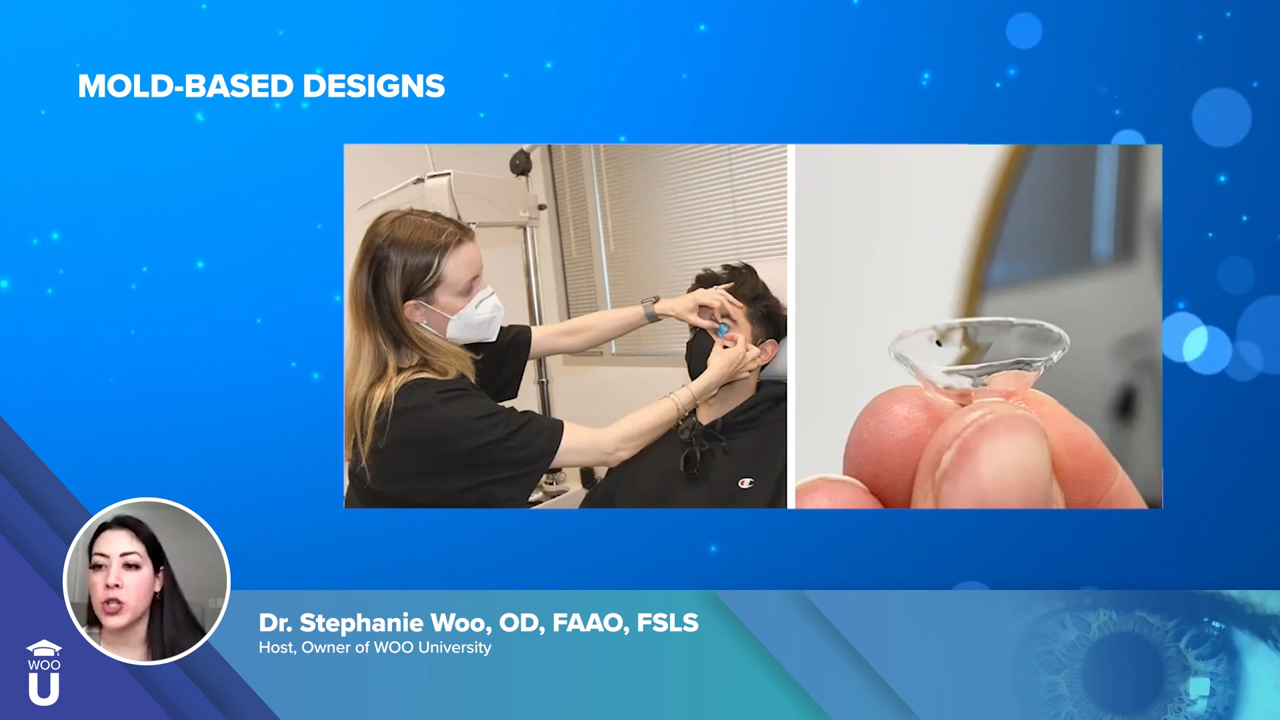 MOLD-BASED DESIGNS
Dr. Stephanie Woo, OD, FAAO, FSLS
Host, Owner of WOO University
WOO
U